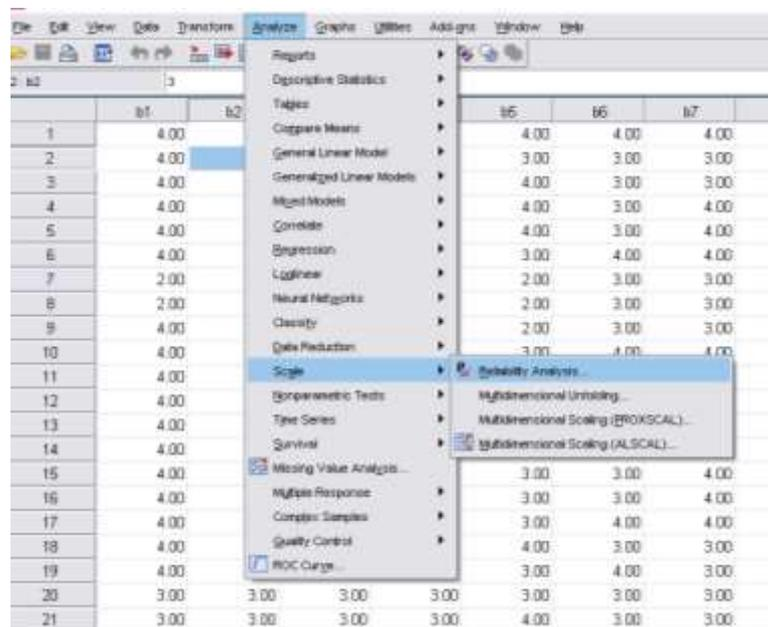 File Edit View Data Transform Analyze Graphs Utilities Add-ons Window Help
2 : b2 3
b1 b2 b5 b6 b7
Reports
Descriptive Statistics
Tables
Compare Means
General Linear Model
Generalized Linear Models
Mixed Models
Correlate
Regression
Loglinear
Neural Networks
Classify
Data Reduction
Scale
Nonparametric Tests
Time Series
Survival
Missing Value Analysis...
Multiple Response
Complex Samples
Quality Control
ROC Curve...
Reliability Analysis...
Multidimensional Unfolding...
Multidimensional Scaling (PROXSCAL)...
Multidimensional Scaling (ALSCAL)...
1 4.00 4.00 4.00 4.00
2 4.00 3.00 3.00 3.00
3 4.00 4.00 3.00 3.00
4 4.00 4.00 3.00 4.00
5 4.00 4.00 3.00 4.00
6 4.00 3.00 4.00 4.00
7 2.00 2.00 3.00 3.00
8 2.00 2.00 3.00 3.00
9 4.00 2.00 3.00 3.00
10 4.00 3.00 4.00 4.00
11 4.00
12 4.00
13 4.00
14 4.00
15 4.00 3.00 3.00 4.00
16 4.00 3.00 3.00 4.00
17 4.00 3.00 4.00 4.00
18 4.00 4.00 3.00 3.00
19 4.00 3.00 4.00 3.00
20 3.00 3.00 3.00 3.00 3.00 3.00 3.00
21 3.00 3.00 3.00 3.00 4.00 3.00 3.00